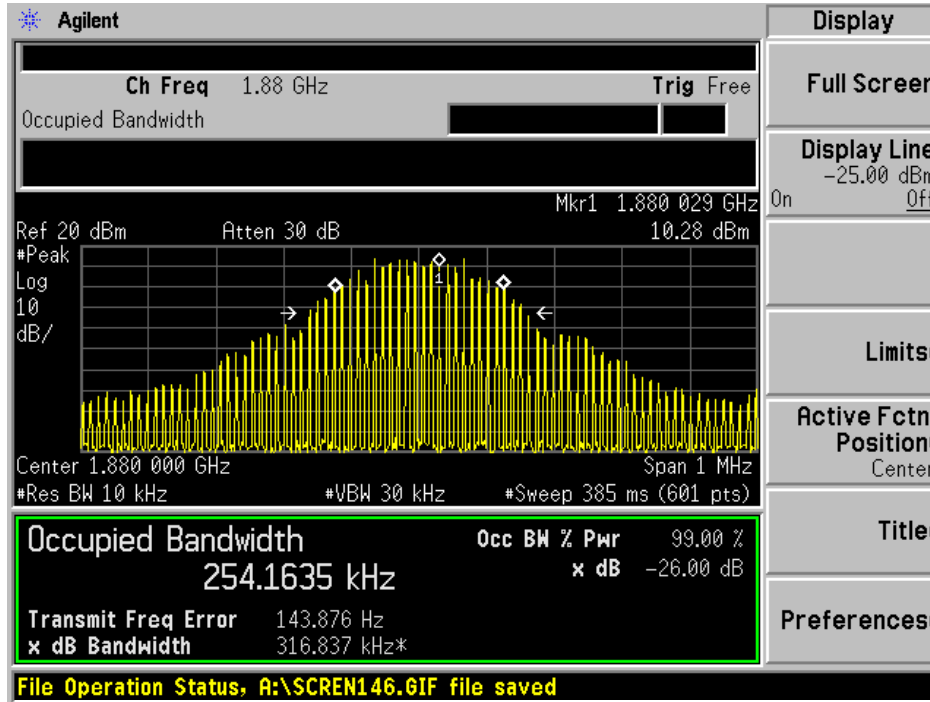 Agilent
Display
Ch Freq 1.88 GHz
Trig Free
Occupied Bandwidth
Mkr1 1.880 029 GHz
Ref 20 dBm
Atten 30 dB
10.28 dBm
#Peak
Log
10
dB/
1
Center 1.880 000 GHz
Span 1 MHz
#Res BW 10 kHz
#VBW 30 kHz
#Sweep 385 ms (601 pts)
Occupied Bandwidth
254.1635 kHz
Occ BW % Pwr 99.00 %
x dB -26.00 dB
Transmit Freq Error 143.876 Hz
x dB Bandwidth 316.837 kHz*
File Operation Status, A:\SCREN146.GIF file saved
Full Screen
Display Line
-25.00 dBm
On Off
Limits
Active Fctn
Position
Center
Title
Preferences